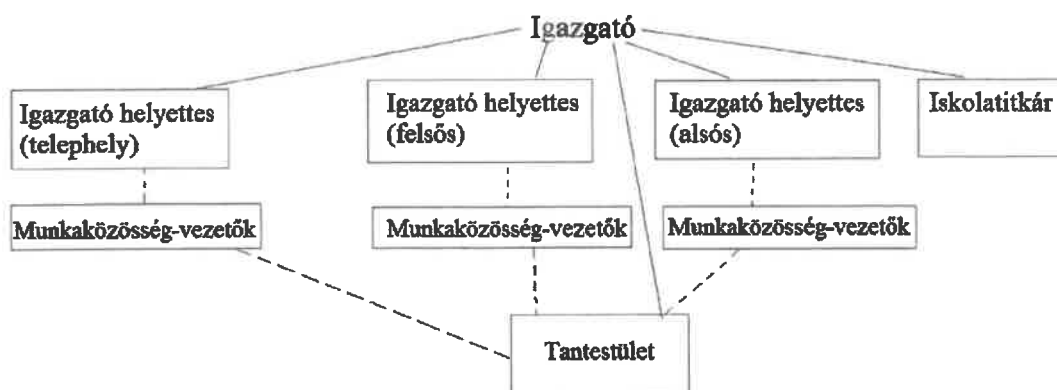 Igazgató
Igazgató helyettes
(telephely)
Igazgató helyettes
(felsős)
Igazgató helyettes
(alsós)
Iskolatitkár
Munkaközösség-vezetők
Munkaközösség-vezetők
Munkaközösség-vezetők
Tantestület